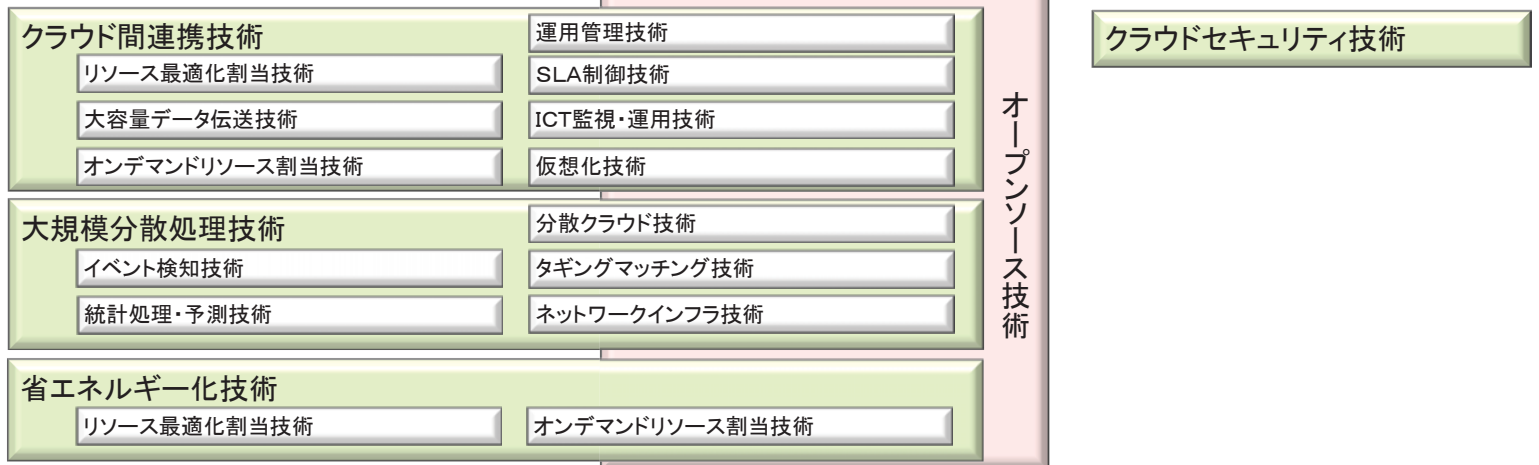 クラウド間連携技術
運用管理技術
リソース最適化割当技術
SLA制御技術
大容量データ伝送技術
ICT監視・運用技術
オンデマンドリソース割当技術
仮想化技術
大規模分散処理技術
分散クラウド技術
イベント検知技術
タギングマッチング技術
統計処理・予測技術
ネットワークインフラ技術
省エネルギー化技術
リソース最適化割当技術
オンデマンドリソース割当技術
オープンソース技術
クラウドセキュリティ技術